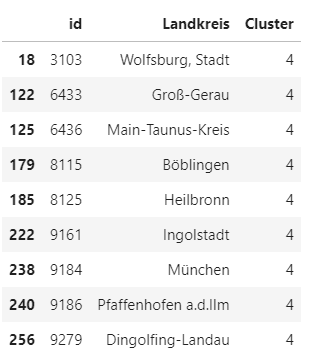 id Landkreis Cluster
18 3103 Wolfsburg, Stadt 4
122 6433 Groß-Gerau 4
125 6436 Main-Taunus-Kreis 4
179 8115 Böblingen 4
185 8125 Heilbronn 4
222 9161 Ingolstadt 4
238 9184 München 4
240 9186 Pfaffenhofen a.d.Ilm 4
256 9279 Dingolfing-Landau 4